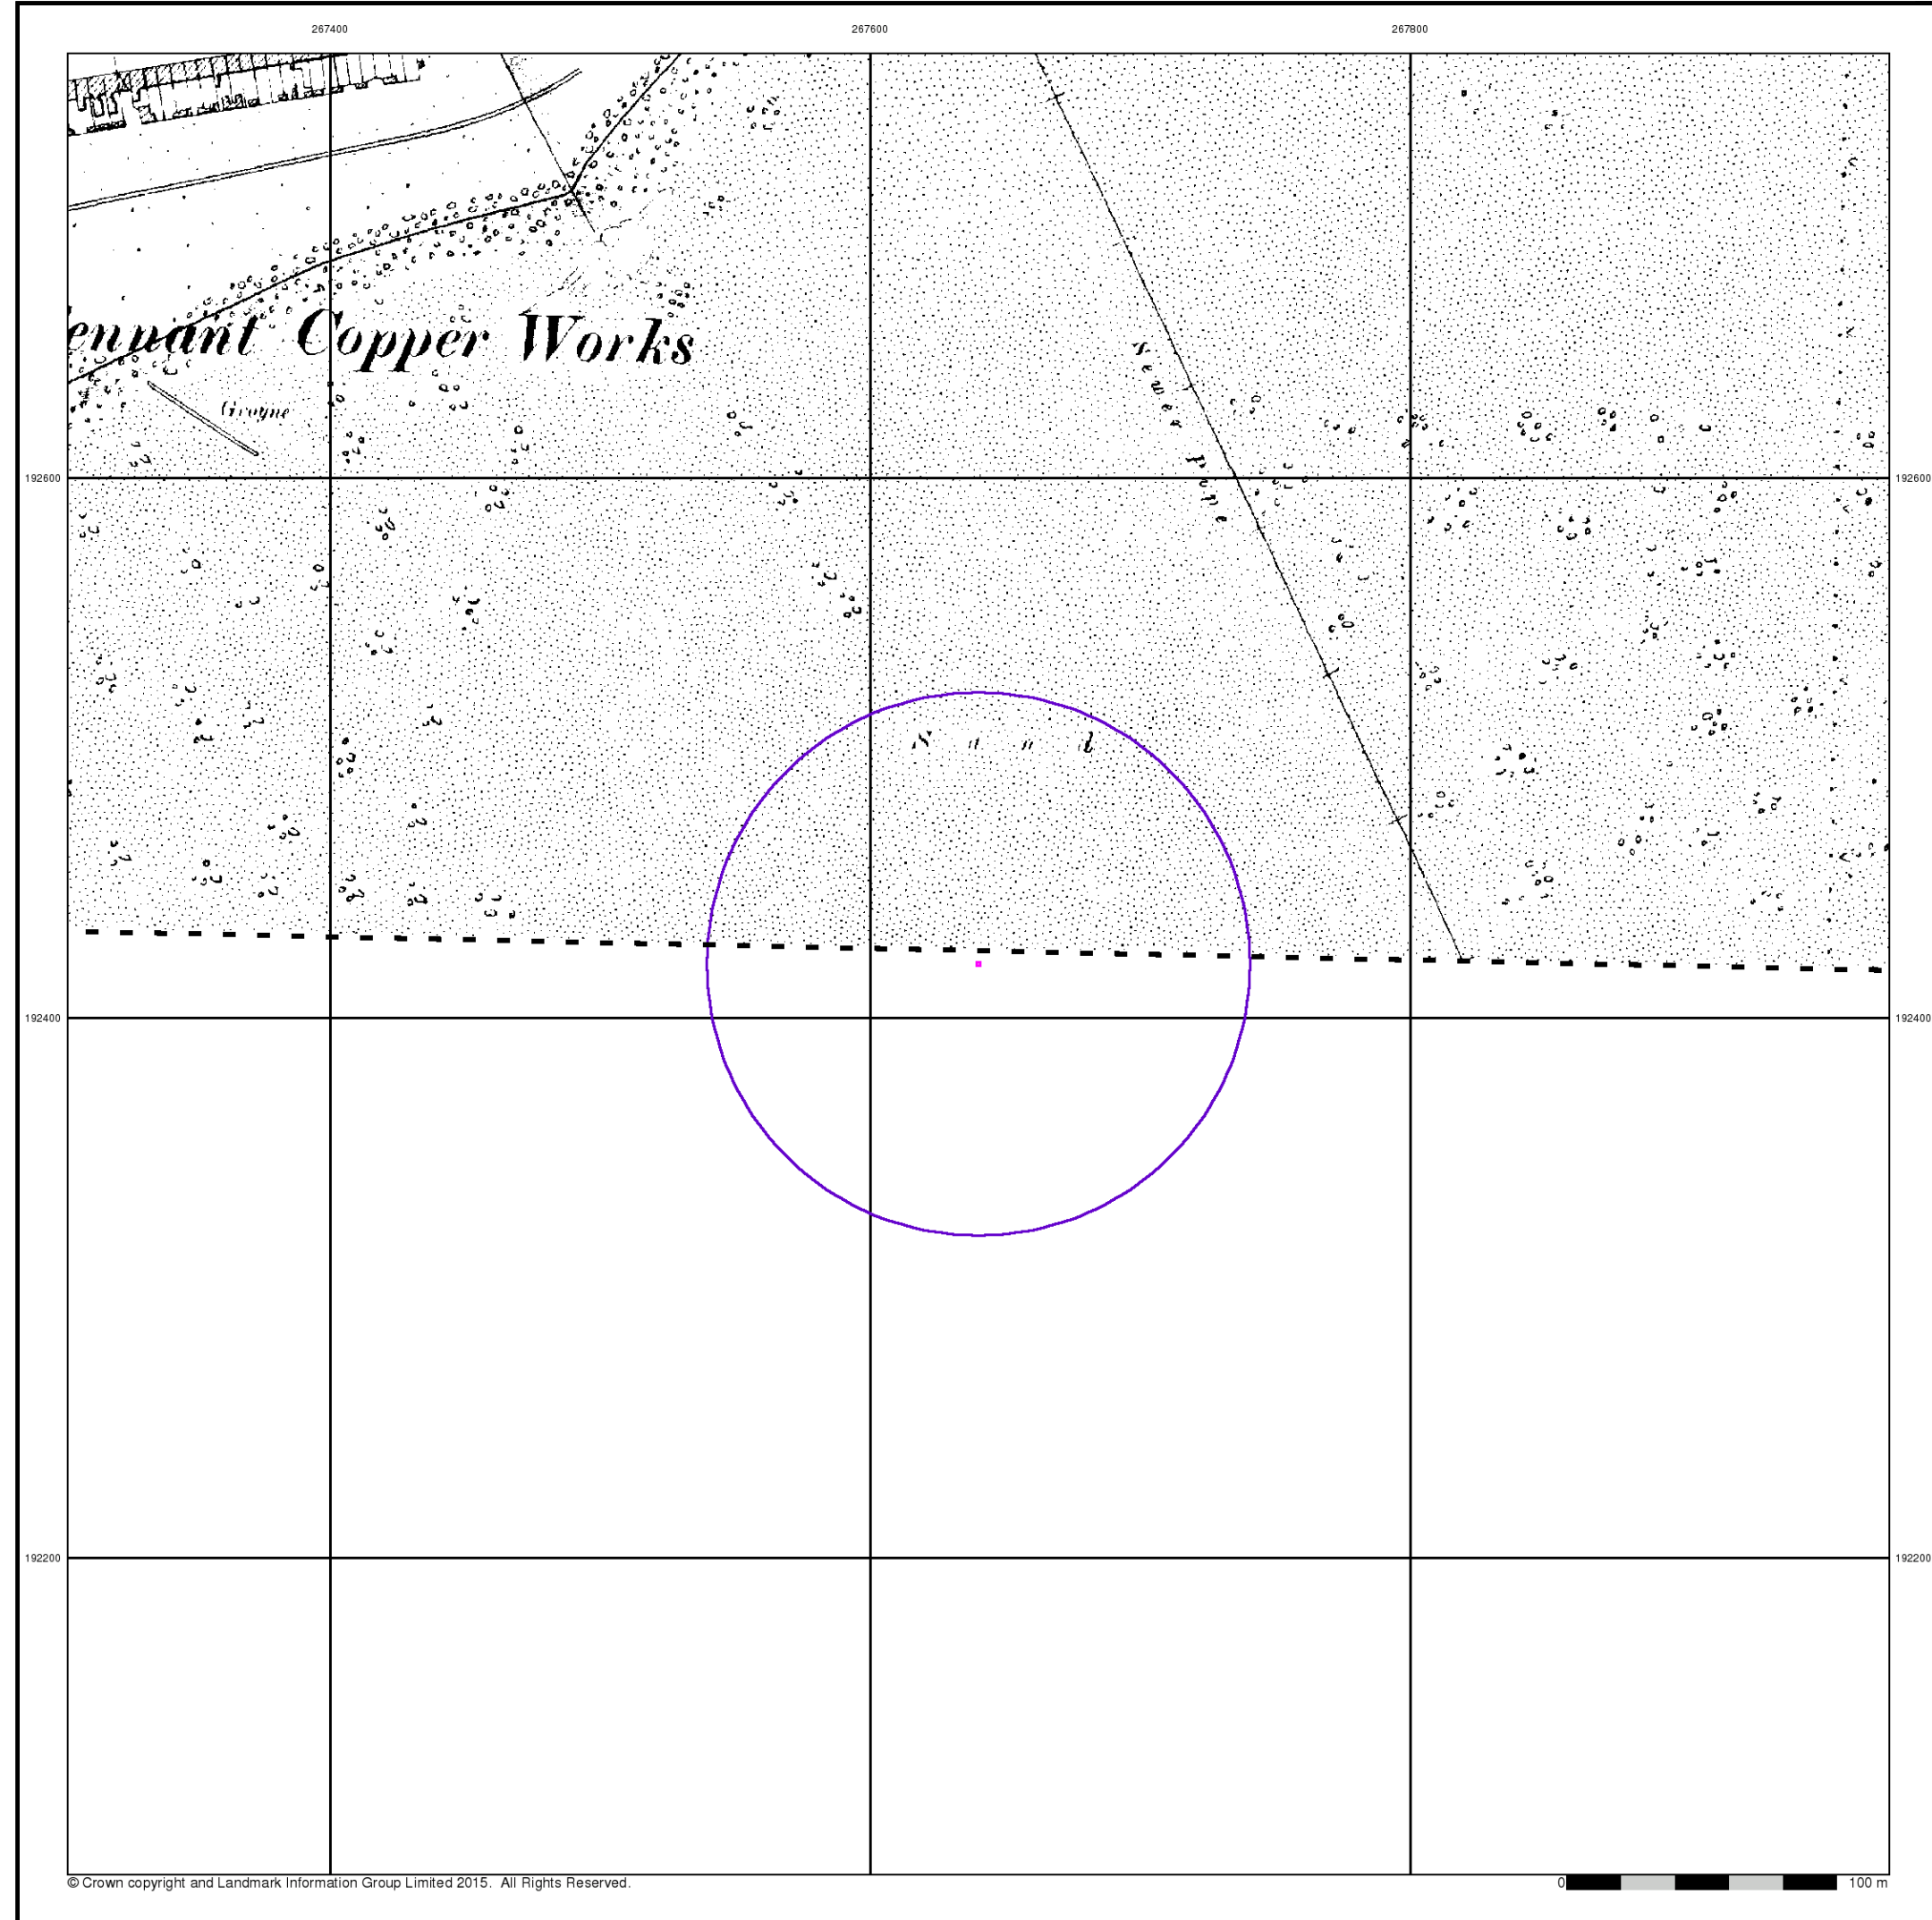 267400 267600 267800
ennant Copper Works
Groyne
Sewer Pipe
192600 192600
Sand
192400 192400
192200 192200
© Crown copyright and Landmark Information Group Limited 2015. All Rights Reserved.
0 100 m